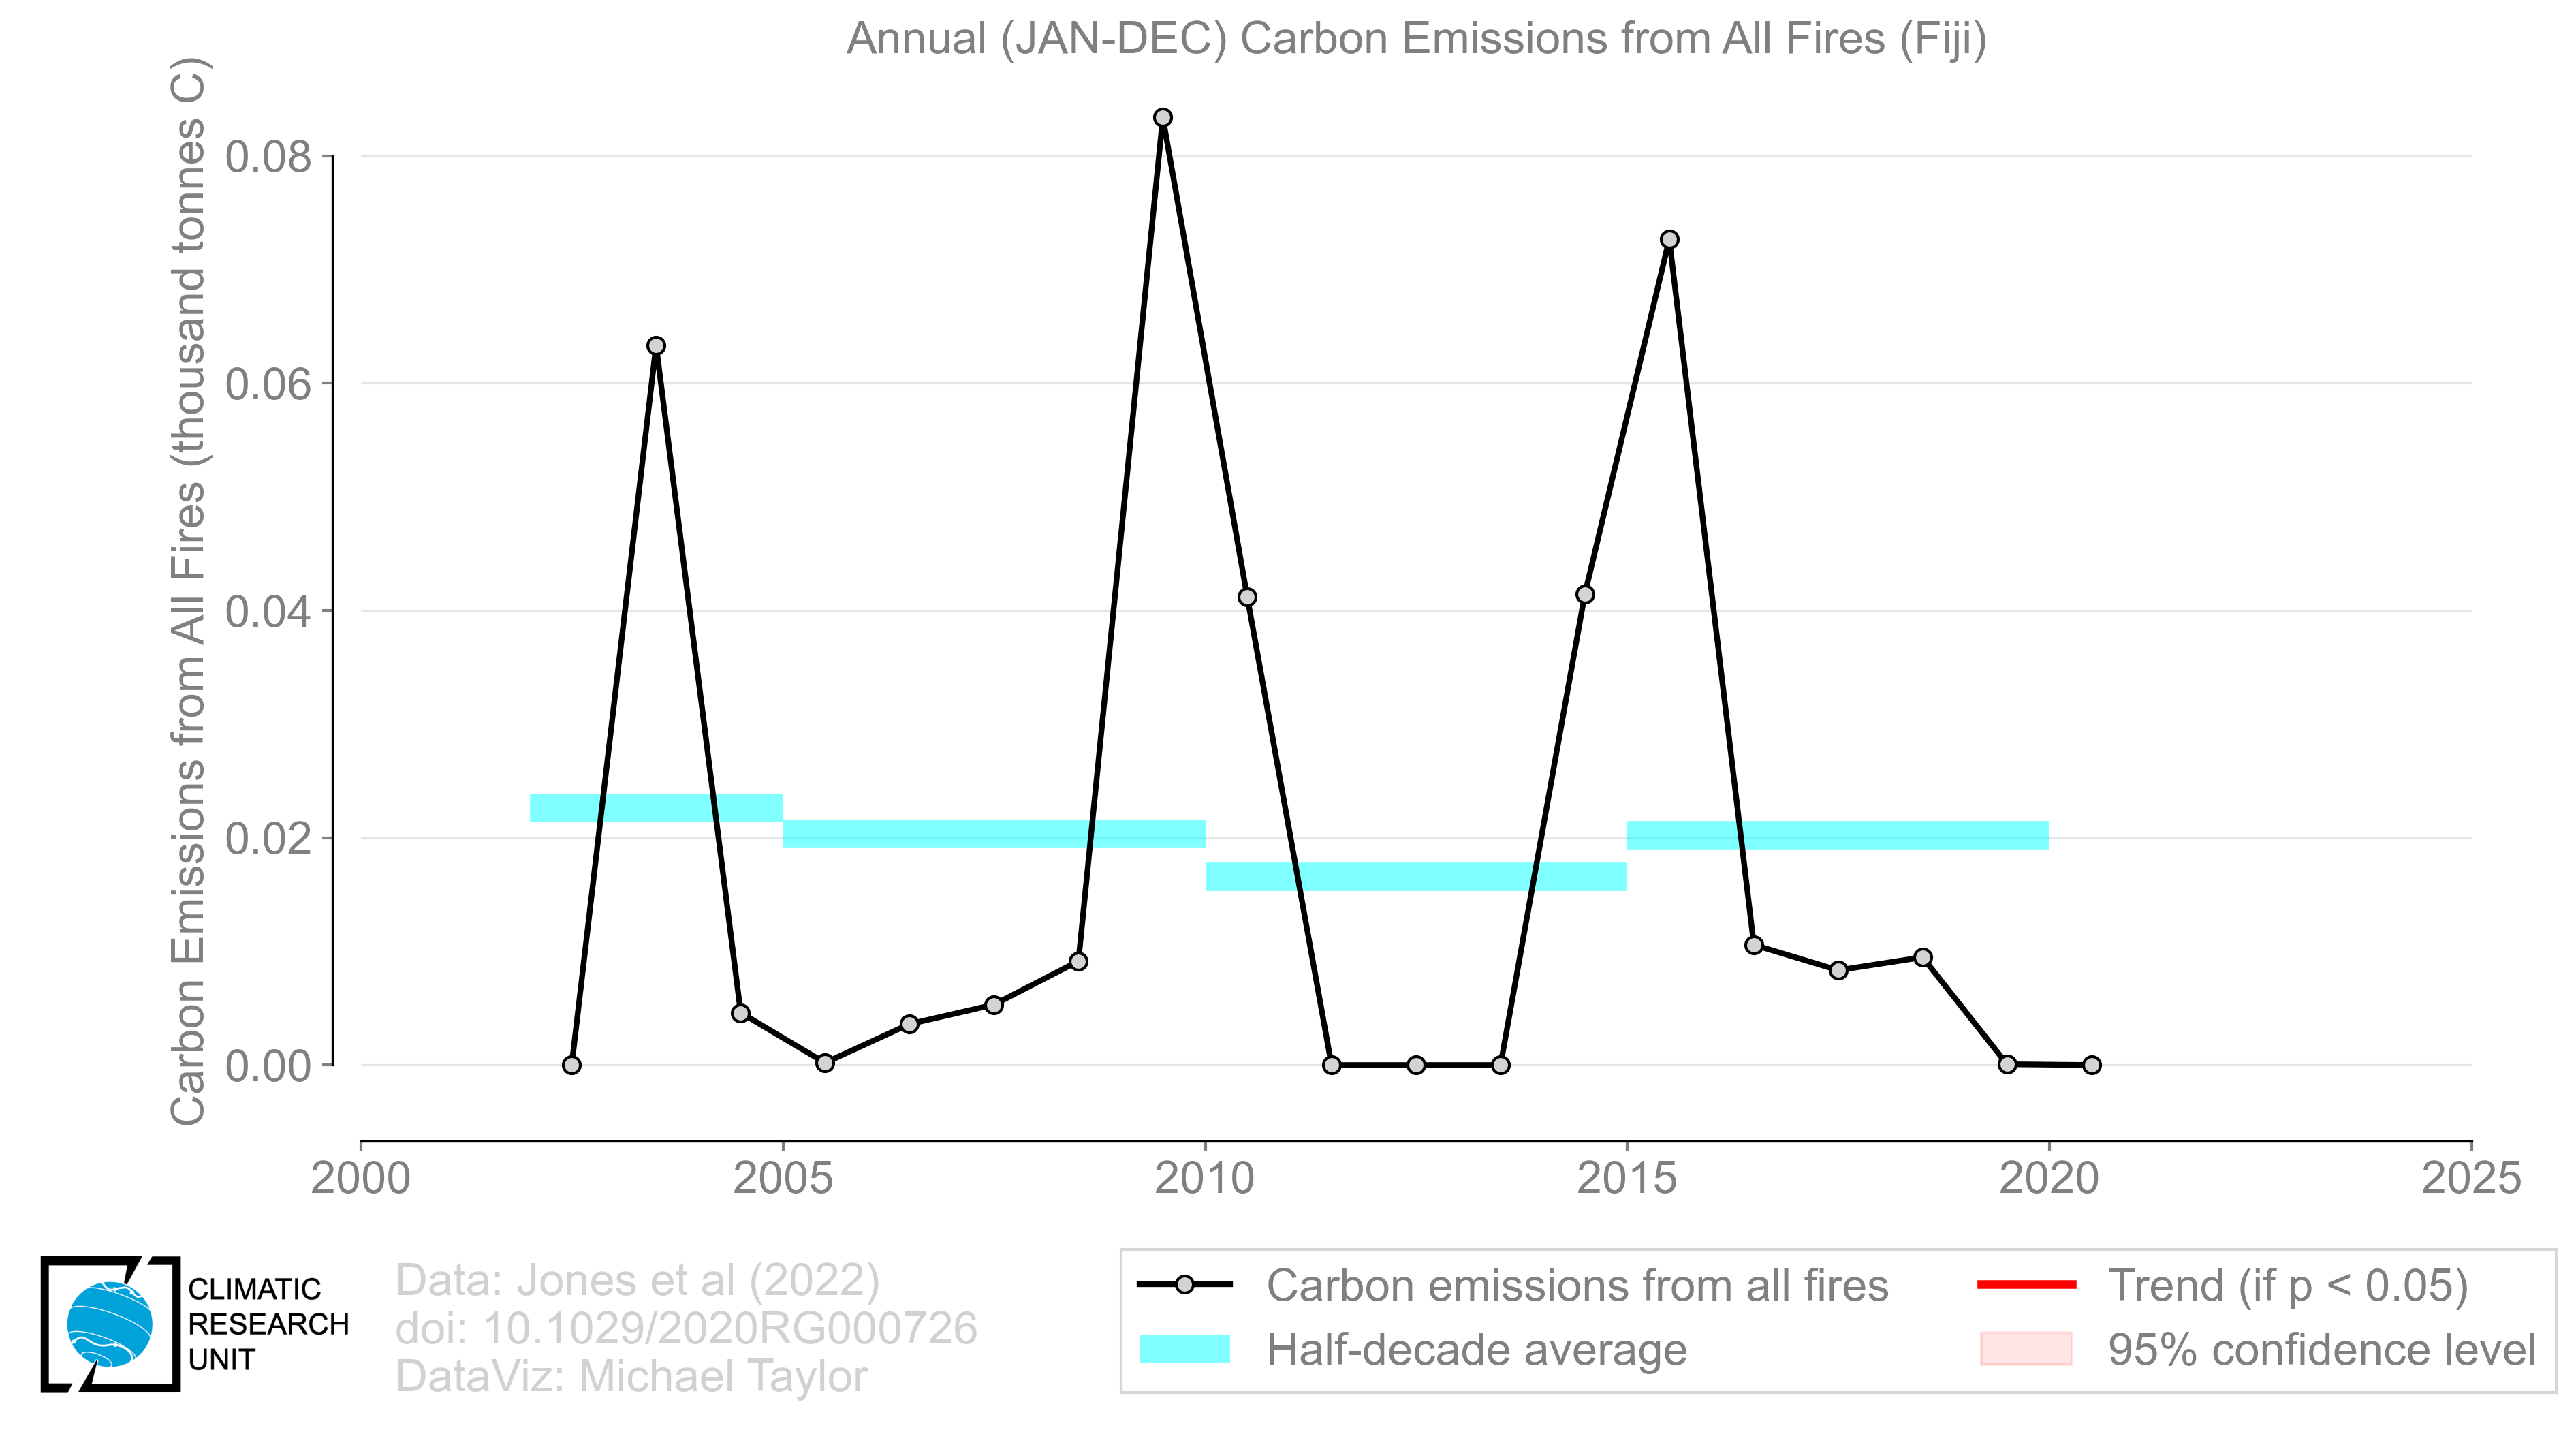 Annual (JAN-DEC) Carbon Emissions from All Fires (Fiji)
Carbon Emissions from All Fires (thousand tonnes C)
0.08
0.06
0.04
0.02
0.00
2000
2005
2010
2015
2020
2025
CLIMATIC
RESEARCH
UNIT
Data: Jones et al (2022)
doi: 10.1029/2020RG000726
DataViz: Michael Taylor
Carbon emissions from all fires
Half-decade average
Trend (if p < 0.05)
95% confidence level